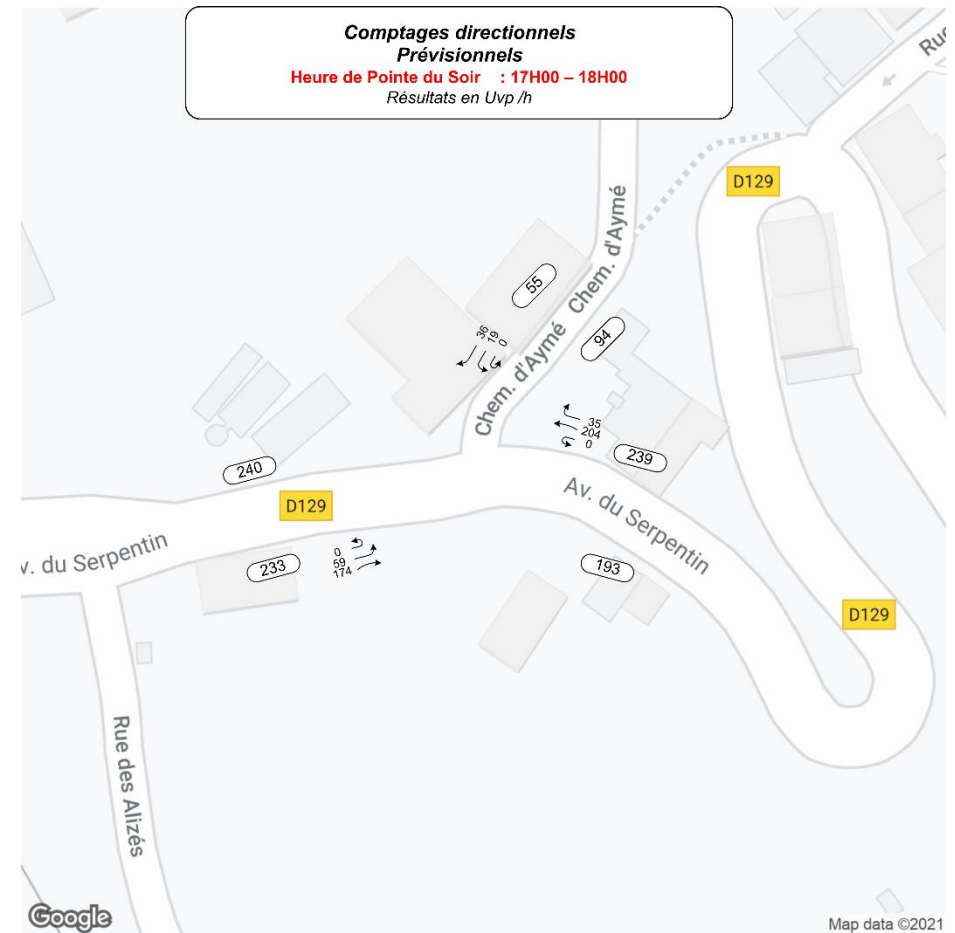 Comptages directionnels
Prévisionnels
Heure de Pointe du Soir : 17H00 – 18H00
Résultats en Uvp /h
Rue
D129
Chem. d'Aymé
55
94
36
19
0
Chem. d'Aymé
35
204
0
239
240
D129
Av. du Serpentin
v. du Serpentin
233
0
59
174
193
D129
Rue des Alizés
Google
Map data ©2021